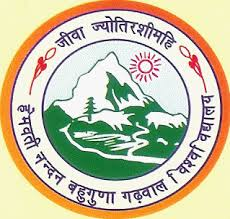 जीवा ज्योतिरशीमहि
हेमवती नन्दन बहुगुणा गढ़वाल विश्वविद्यालय